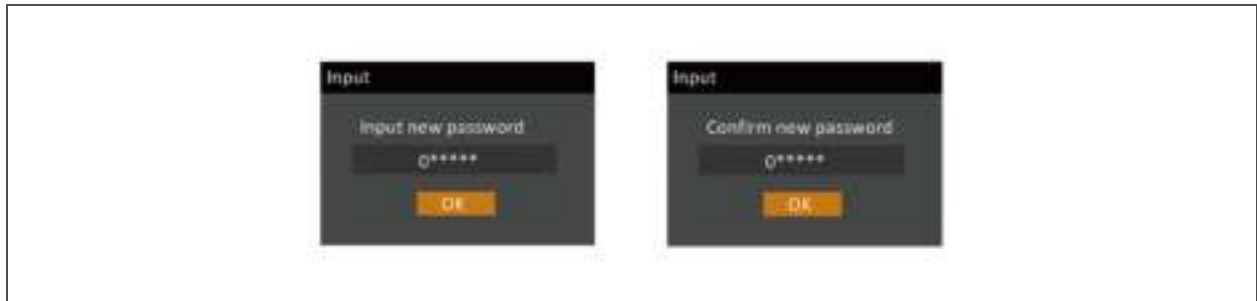 Input
Input new password
0*****
OK
Input
Confirm new password
0*****
OK